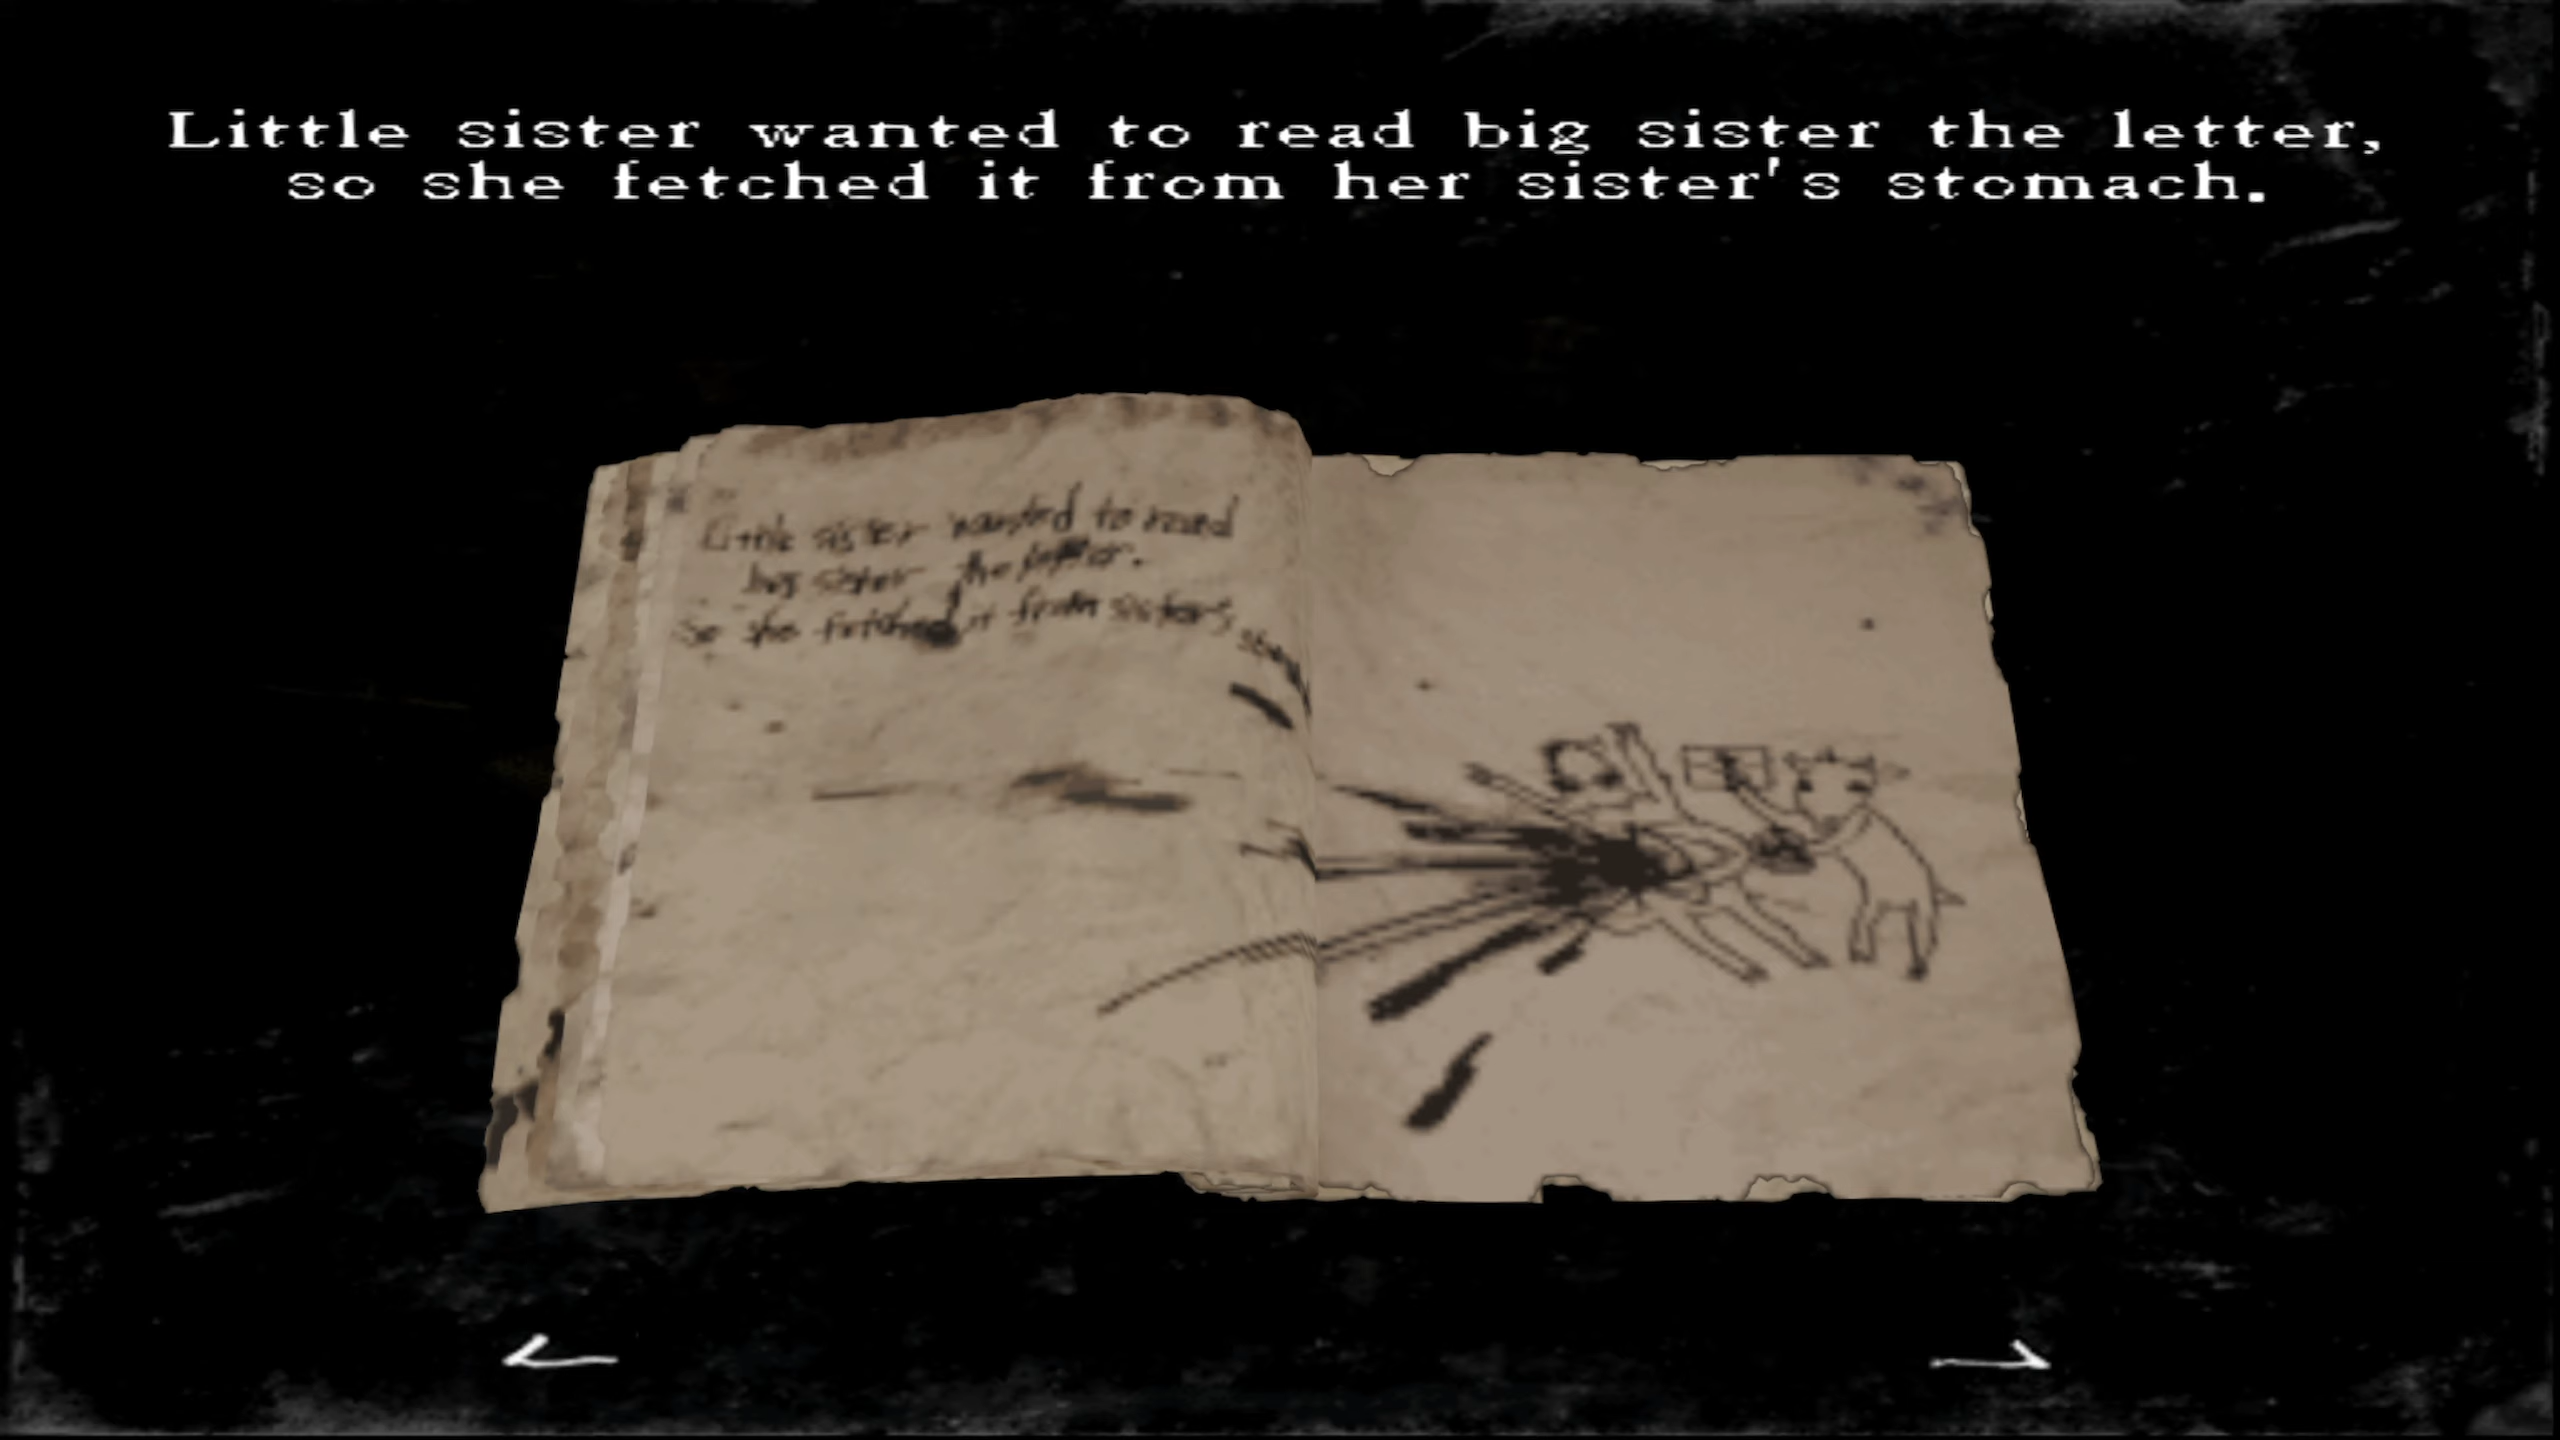 Little sister wanted to read big sister the letter,
so she fetched it from her sister's stomach.
Little sister wanted to read
big sister the letter.
So she fetched it from sisters